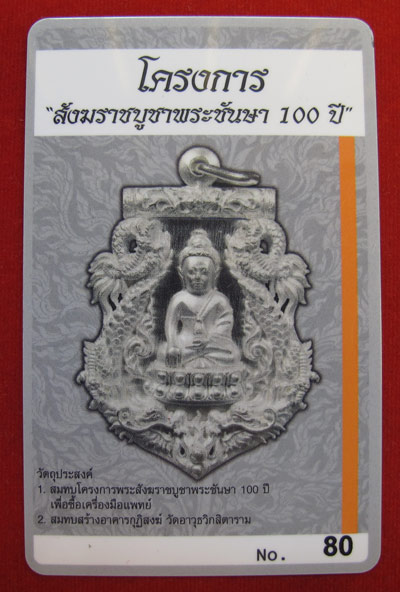 โครงการ
"สังฆราชบูชาพระชันษา 100 ปี"
วัตถุประสงค์
1. สมทบโครงการพระสังฆราชบูชาพระชันษา 100 ปี
เพื่อซื้อเครื่องมือแพทย์
2. สมทบสร้างอาคารกุฏิสงฆ์ วัดอาวุธวิกสิตาราม
No. 80